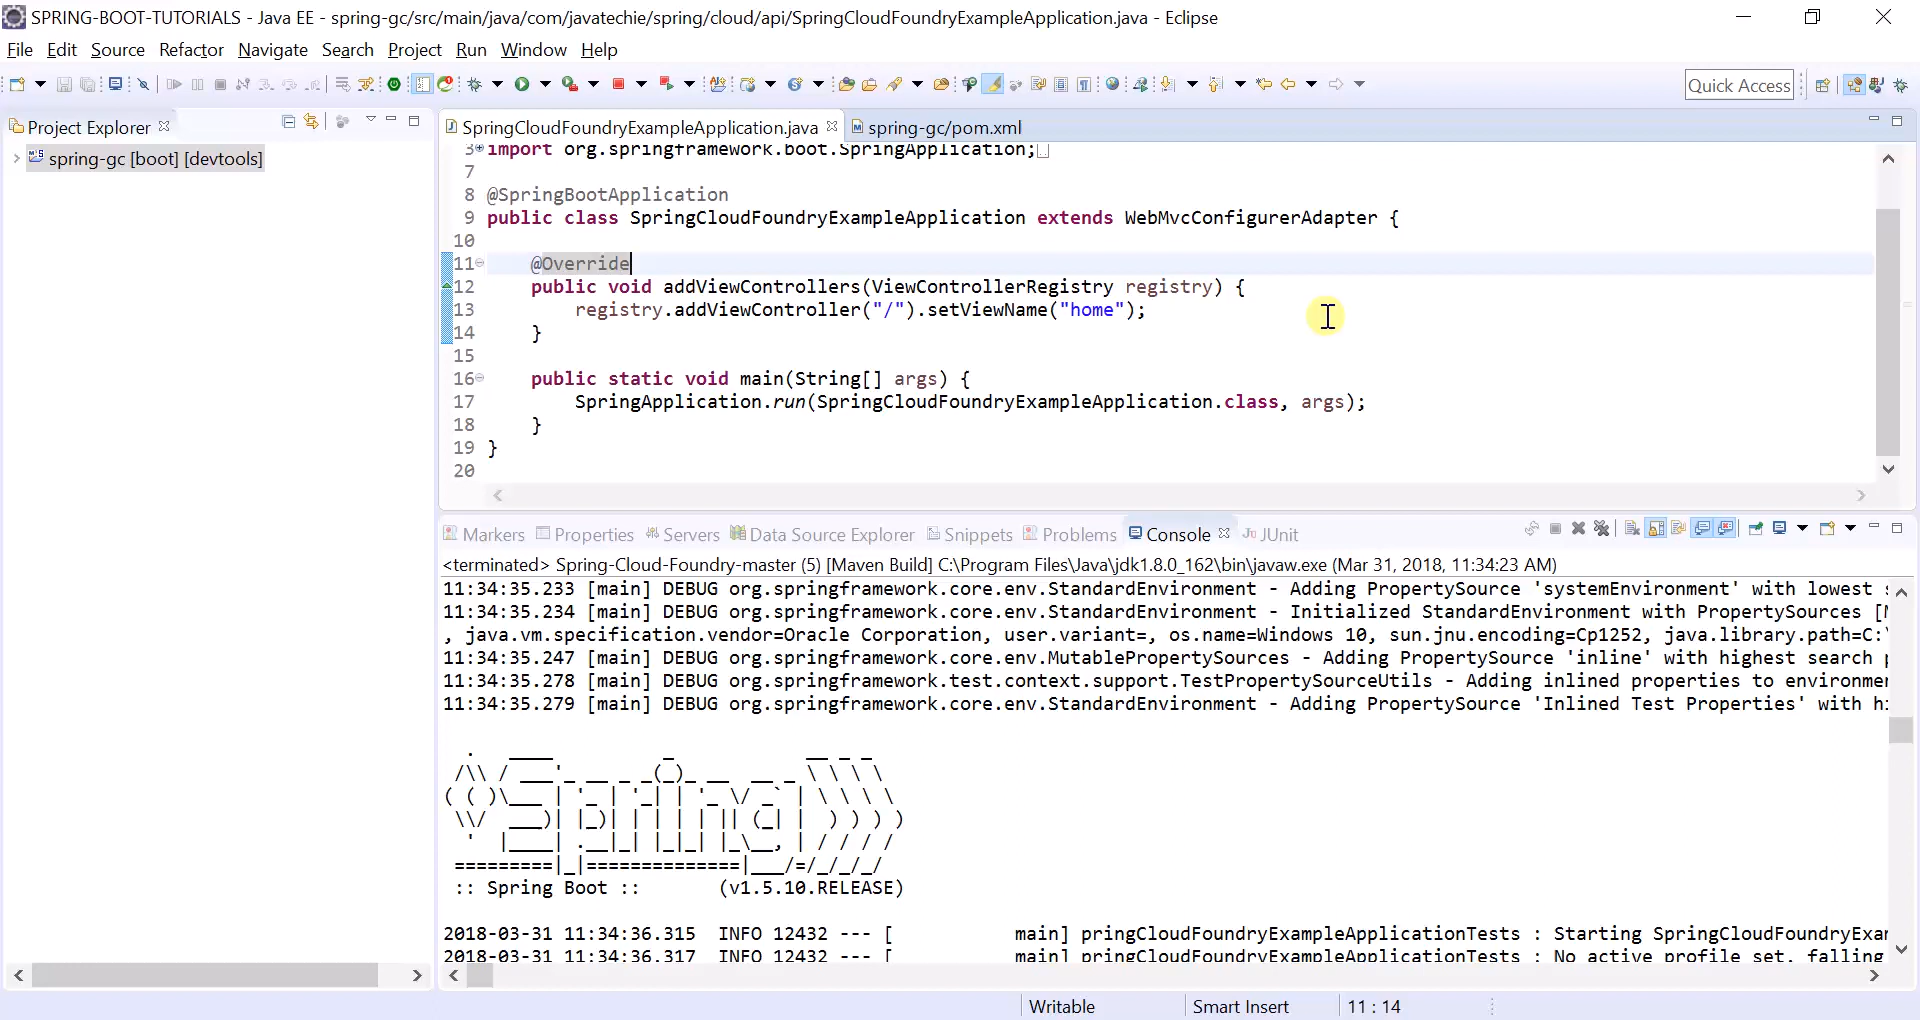 SPRING-BOOT-TUTORIALS - Java EE - spring-gc/src/main/java/com/javatechie/spring/cloud/api/SpringCloudFoundryExampleApplication.java - Eclipse
File Edit Source Refactor Navigate Search Project Run Window Help
Quick Access
Project Explorer
spring-gc [boot] [devtools]
SpringCloudFoundryExampleApplication.java spring-gc/pom.xml
3 import org.springframework.boot.SpringApplication;
7
8 @SpringBootApplication
9 public class SpringCloudFoundryExampleApplication extends WebMvcConfigurerAdapter {
10
11 @Override
12 public void addViewControllers(ViewControllerRegistry registry) {
13 registry.addViewController("/").setViewName("home");
14 }
15
16 public static void main(String[] args) {
17 SpringApplication.run(SpringCloudFoundryExampleApplication.class, args);
18 }
19 }
20
Markers Properties Servers Data Source Explorer Snippets Problems Console JUnit
<terminated> Spring-Cloud-Foundry-master (5) [Maven Build] C:\Program Files\Java\jdk1.8.0_162\bin\javaw.exe (Mar 31, 2018, 11:34:23 AM)
11:34:35.233 [main] DEBUG org.springframework.core.env.StandardEnvironment - Adding PropertySource 'systemEnvironment' with lowest
11:34:35.234 [main] DEBUG org.springframework.core.env.StandardEnvironment - Initialized StandardEnvironment with PropertySources [
, java.vm.specification.vendor=Oracle Corporation, user.variant=, os.name=Windows 10, sun.jnu.encoding=Cp1252, java.library.path=C:
11:34:35.247 [main] DEBUG org.springframework.core.env.MutablePropertySources - Adding PropertySource 'inline' with highest search
11:34:35.278 [main] DEBUG org.springframework.test.context.support.TestPropertySourceUtils - Adding inlined properties to environme
11:34:35.279 [main] DEBUG org.springframework.core.env.StandardEnvironment - Adding PropertySource 'Inlined Test Properties' with
Spring
:: Spring Boot :: (v1.5.10.RELEASE)
2018-03-31 11:34:36.315 INFO 12432 --- [ main] pringCloudFoundryExampleApplicationTests : Starting SpringCloudFoundryExa
2018-03-31 11:34:36.317 INFO 12432 --- [ main] pringCloudFoundryExampleApplicationTests : No active profile set, falling
Writable Smart Insert 11 : 14